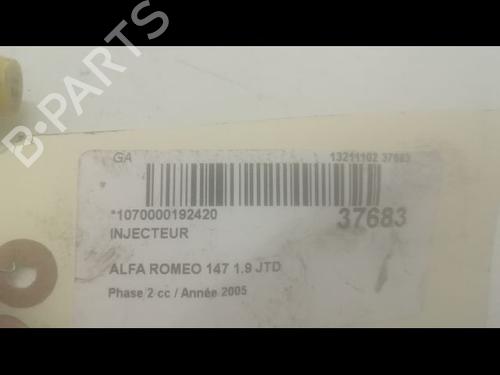 B-PARTS
GA 13211102 37683
*1070000192420 37683
INJECTEUR
ALFA ROMEO 147 1.9 JTD
Phase 2 cc / Année 2005